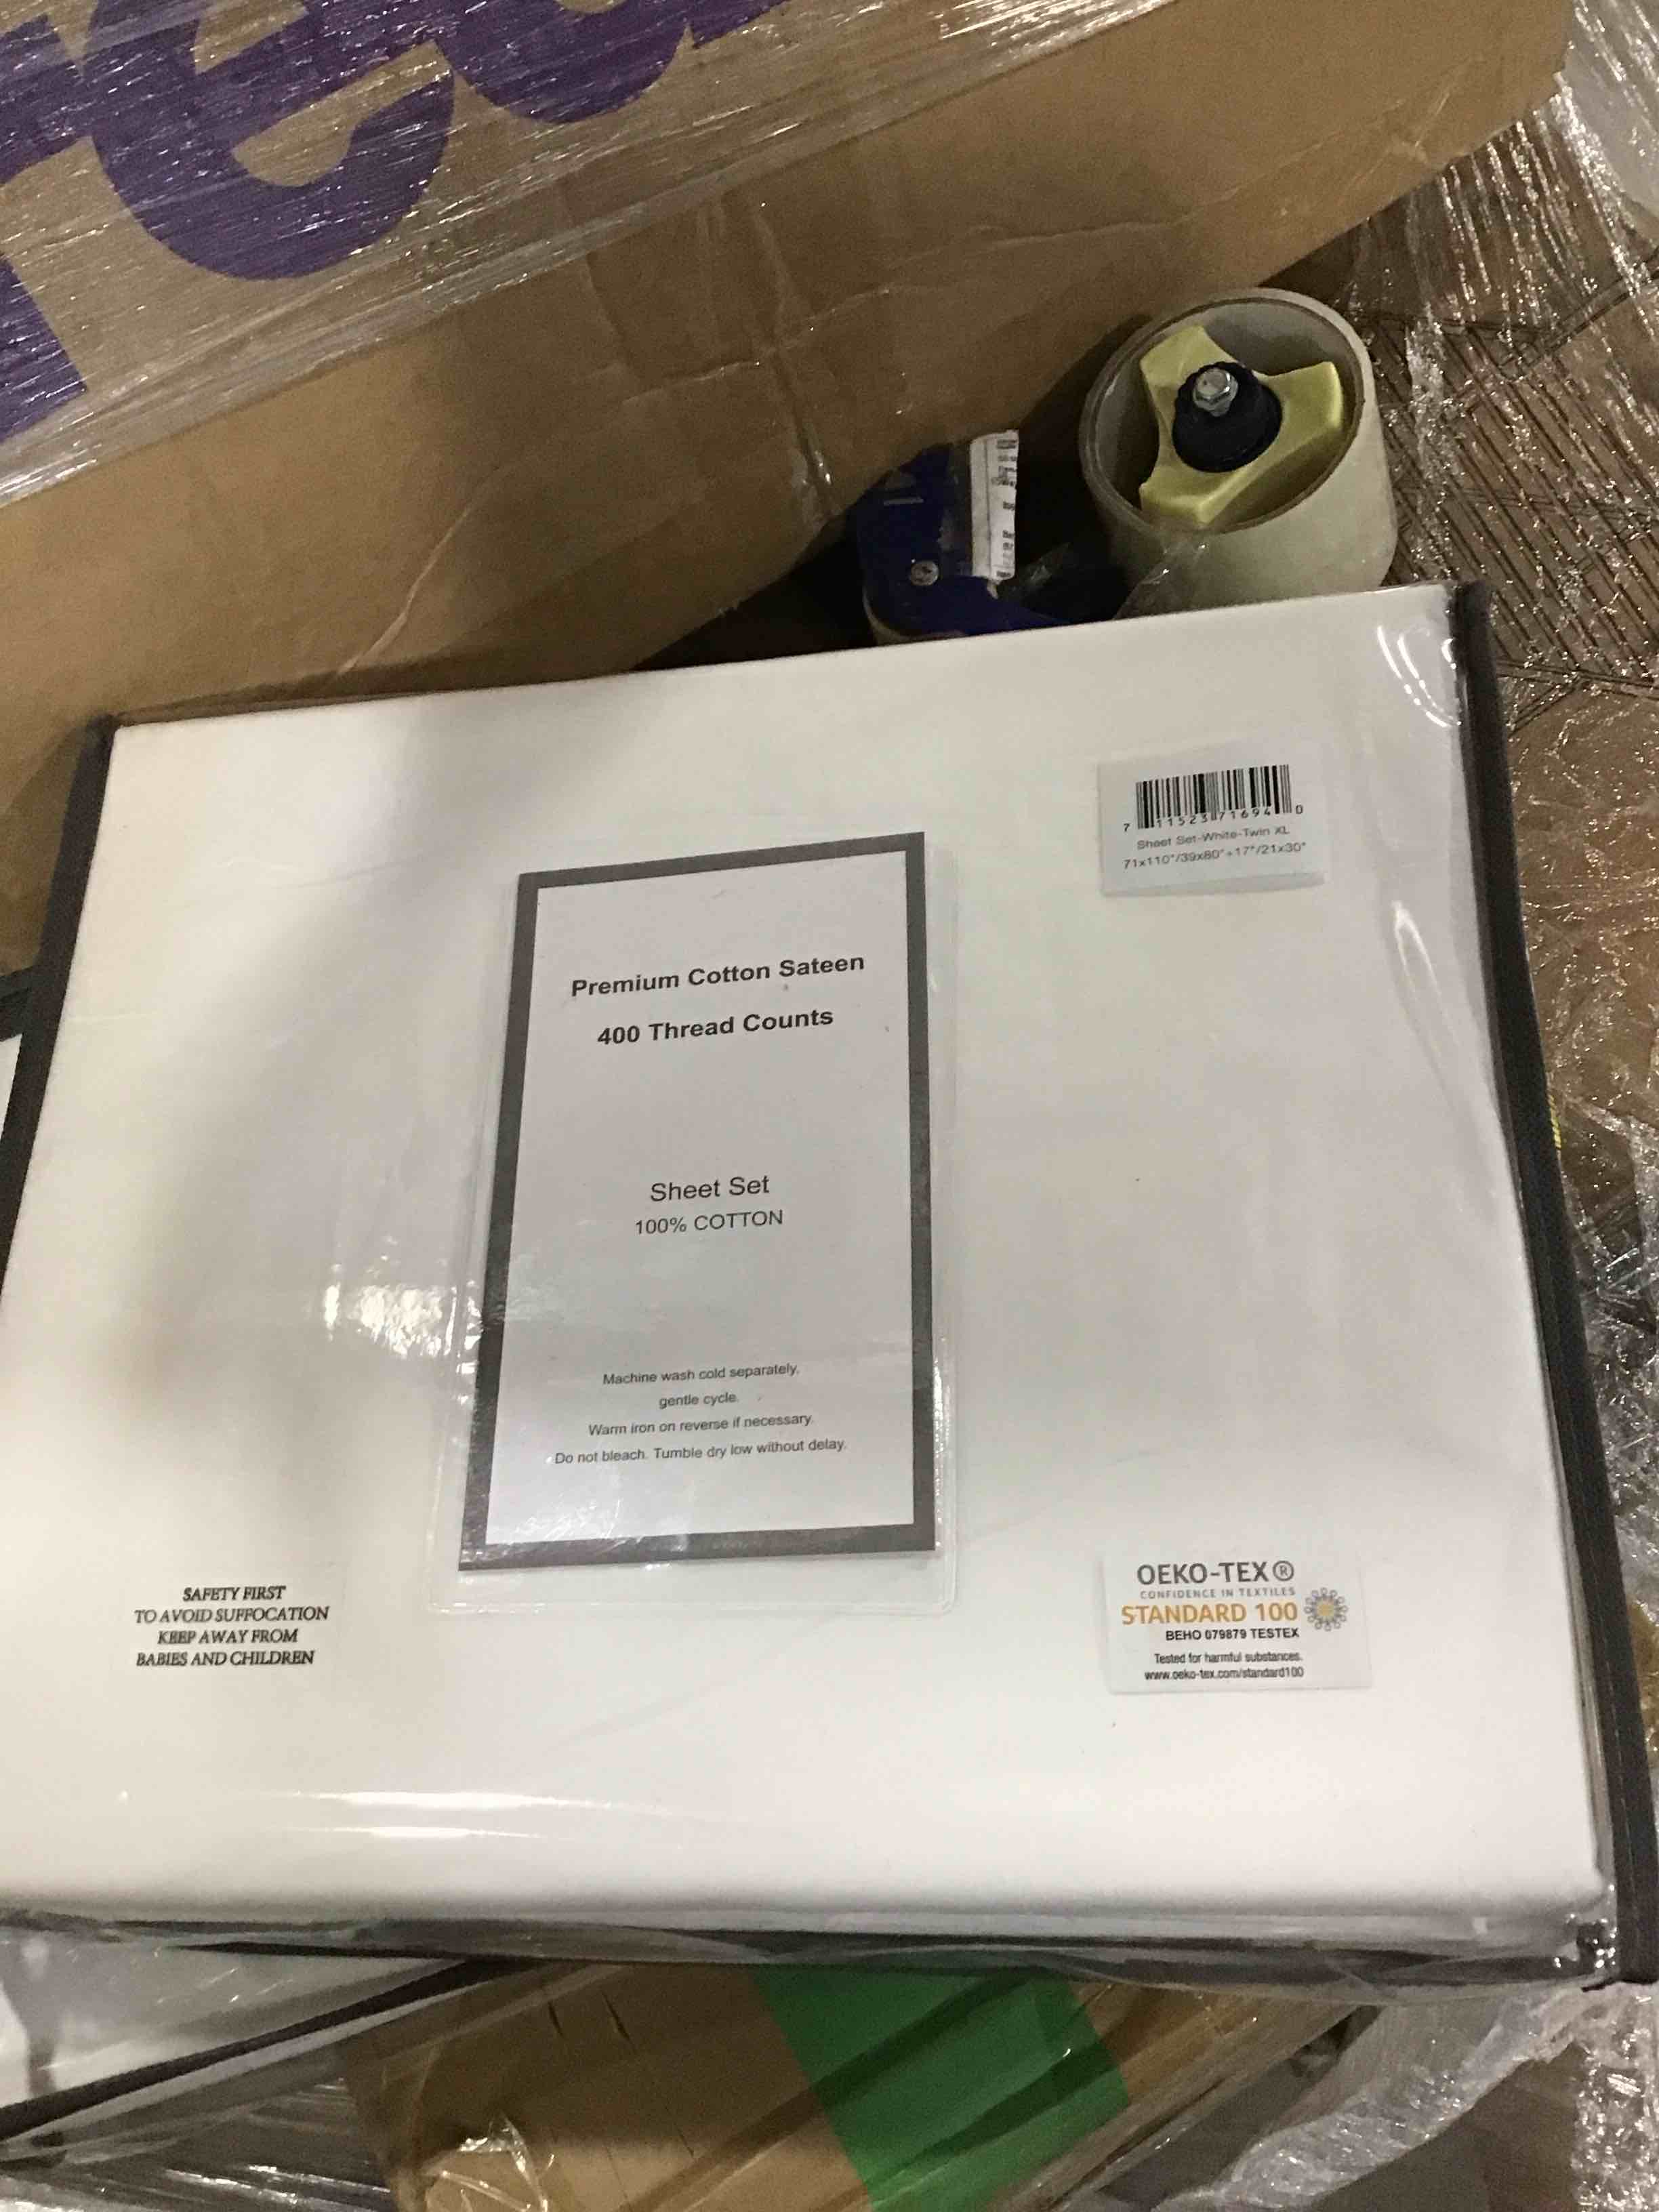 7 11523 71694 0
Sheet Set-White-Twin XL
71x110"/39x80"+17"/21x30"
Premium Cotton Sateen
400 Thread Counts
Sheet Set
100% COTTON
Machine wash cold separately,
gentle cycle.
Warm iron on reverse if necessary.
Do not bleach. Tumble dry low without delay.
SAFETY FIRST
TO AVOID SUFFOCATION
KEEP AWAY FROM
BABIES AND CHILDREN
OEKO-TEX®
CONFIDENCE IN TEXTILES
STANDARD 100
BEHO 079879 TESTEX
Tested for harmful substances.
www.oeko-tex.com/standard100